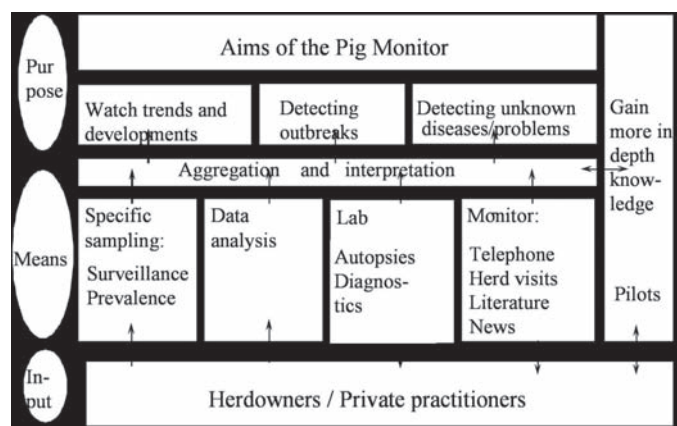 Pur
pose
Aims of the Pig Monitor
Watch trends and
developments
Detecting
outbreaks
Detecting unknown
diseases/problems
Gain
more in
depth
know-
ledge
Aggregation and interpretation
Means
Specific
sampling:
Surveillance
Prevalence
Data
analysis
Lab
Autopsies
Diagnos-
tics
Monitor:
Telephone
Herd visits
Literature
News
Pilots
In-
put
Herdowners / Private practitioners